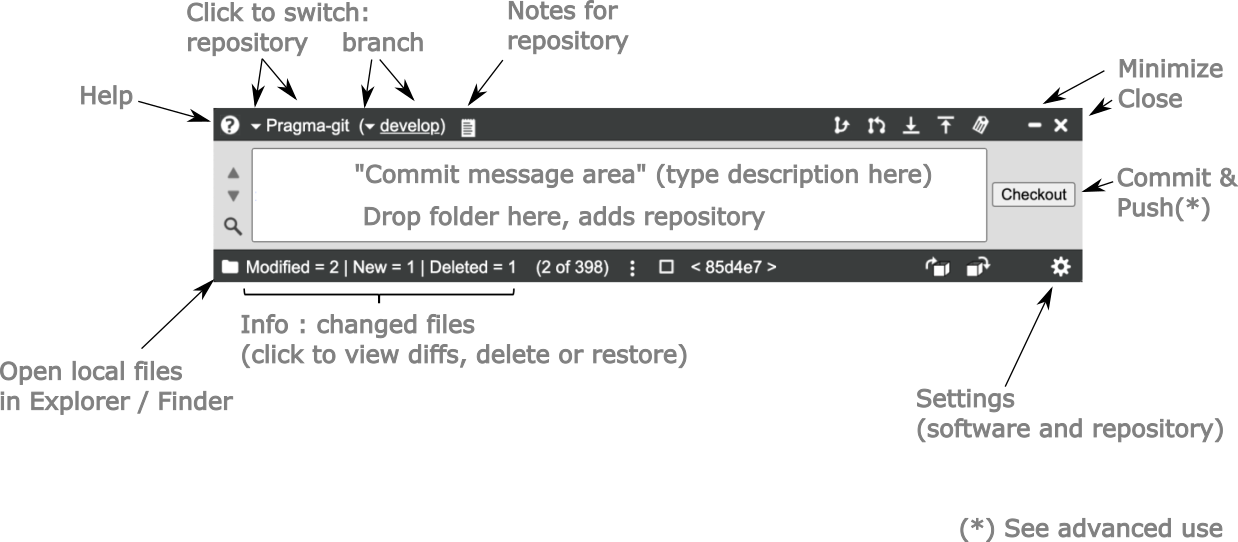 Click to switch:
repository branch
Notes for
repository
Help
Minimize
Close
? Pragma-git (develop)
"Commit message area" (type description here)
Drop folder here, adds repository
Checkout
Commit &
Push(*)
Modified = 2 | New = 1 | Deleted = 1 (2 of 398) < 85d4e7 >
Info : changed files
(click to view diffs, delete or restore)
Open local files
in Explorer / Finder
Settings
(software and repository)
(*) See advanced use